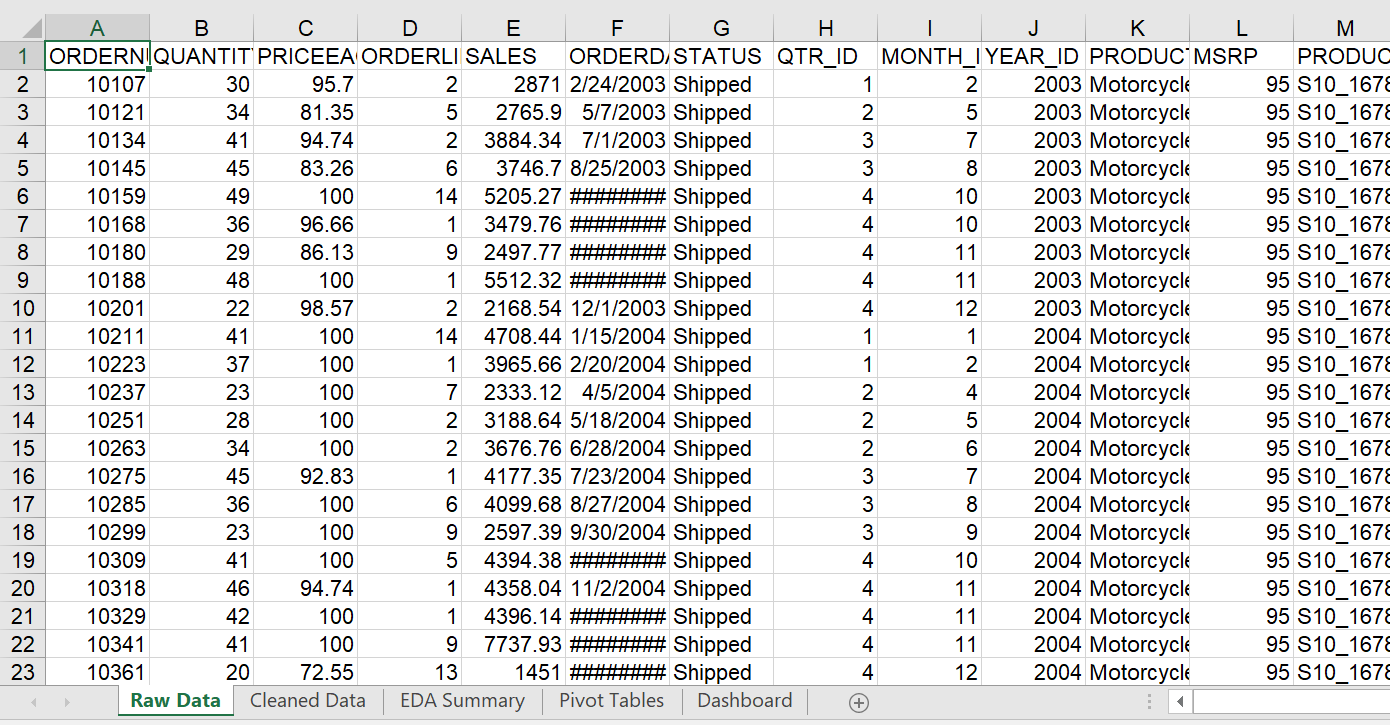 A B C D E F G H I J K L M
1 ORDERN QUANTIT PRICEEA ORDERLI SALES ORDERDA STATUS QTR_ID MONTH_I YEAR_ID PRODUCT MSRP PRODUC
2 10107 30 95.7 2 2871 2/24/2003 Shipped 1 2 2003 Motorcycle 95 S10_1678
3 10121 34 81.35 5 2765.9 5/7/2003 Shipped 2 5 2003 Motorcycle 95 S10_1678
4 10134 41 94.74 2 3884.34 7/1/2003 Shipped 3 7 2003 Motorcycle 95 S10_1678
5 10145 45 83.26 6 3746.7 8/25/2003 Shipped 3 8 2003 Motorcycle 95 S10_1678
6 10159 49 100 14 5205.27 ######## Shipped 4 10 2003 Motorcycle 95 S10_1678
7 10168 36 96.66 1 3479.76 ######## Shipped 4 10 2003 Motorcycle 95 S10_1678
8 10180 29 86.13 9 2497.77 ######## Shipped 4 11 2003 Motorcycle 95 S10_1678
9 10188 48 100 1 5512.32 ######## Shipped 4 11 2003 Motorcycle 95 S10_1678
10 10201 22 98.57 2 2168.54 12/1/2003 Shipped 4 12 2003 Motorcycle 95 S10_1678
11 10211 41 100 14 4708.44 1/15/2004 Shipped 1 1 2004 Motorcycle 95 S10_1678
12 10223 37 100 1 3965.66 2/20/2004 Shipped 1 2 2004 Motorcycle 95 S10_1678
13 10237 23 100 7 2333.12 4/5/2004 Shipped 2 4 2004 Motorcycle 95 S10_1678
14 10251 28 100 2 3188.64 5/18/2004 Shipped 2 5 2004 Motorcycle 95 S10_1678
15 10263 34 100 2 3676.76 6/28/2004 Shipped 2 6 2004 Motorcycle 95 S10_1678
16 10275 45 92.83 1 4177.35 7/23/2004 Shipped 3 7 2004 Motorcycle 95 S10_1678
17 10285 36 100 6 4099.68 8/27/2004 Shipped 3 8 2004 Motorcycle 95 S10_1678
18 10299 23 100 9 2597.39 9/30/2004 Shipped 3 9 2004 Motorcycle 95 S10_1678
19 10309 41 100 5 4394.38 ######## Shipped 4 10 2004 Motorcycle 95 S10_1678
20 10318 46 94.74 1 4358.04 11/2/2004 Shipped 4 11 2004 Motorcycle 95 S10_1678
21 10329 42 100 1 4396.14 ######## Shipped 4 11 2004 Motorcycle 95 S10_1678
22 10341 41 100 9 7737.93 ######## Shipped 4 11 2004 Motorcycle 95 S10_1678
23 10361 20 72.55 13 1451 ######## Shipped 4 12 2004 Motorcycle 95 S10_1678
Raw Data Cleaned Data EDA Summary Pivot Tables Dashboard